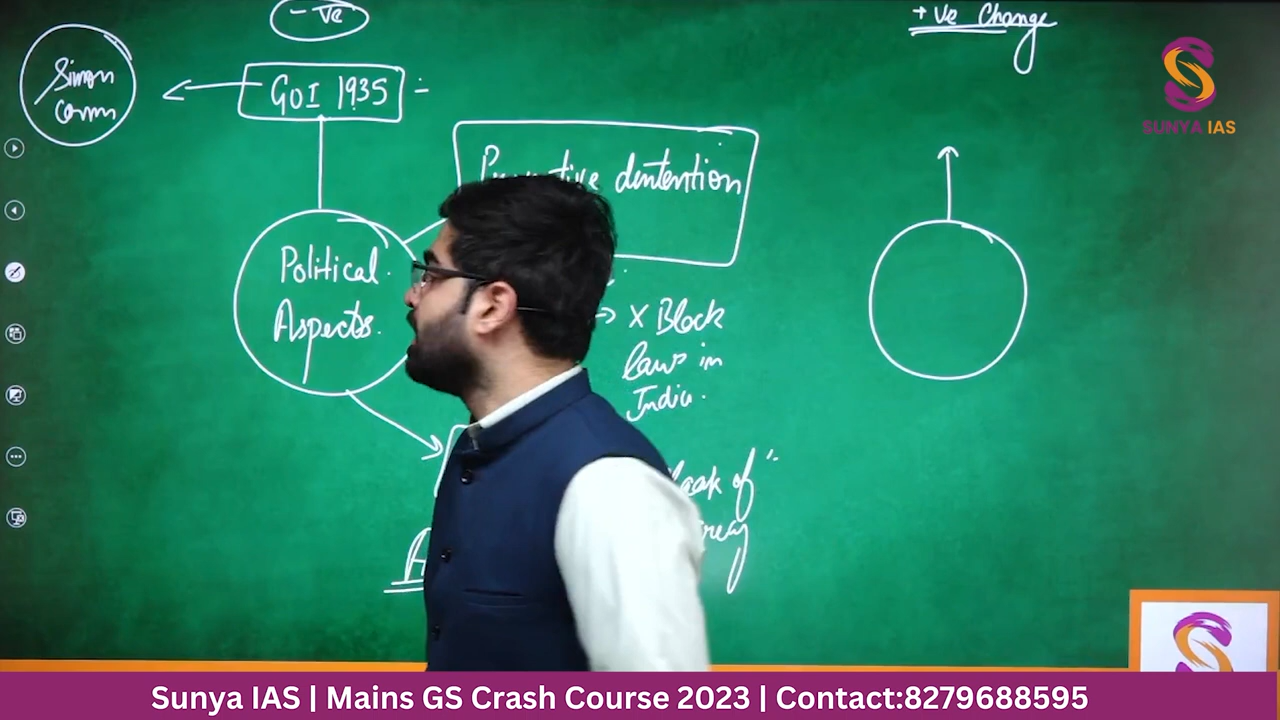 - Ve
+ Ve Change
Simon
comm
GoI 1935 :-
dentention
Political
Aspects.
→ X Block
laws in
India.
of "
SUNYA IAS
Sunya IAS | Mains GS Crash Course 2023 | Contact:8279688595